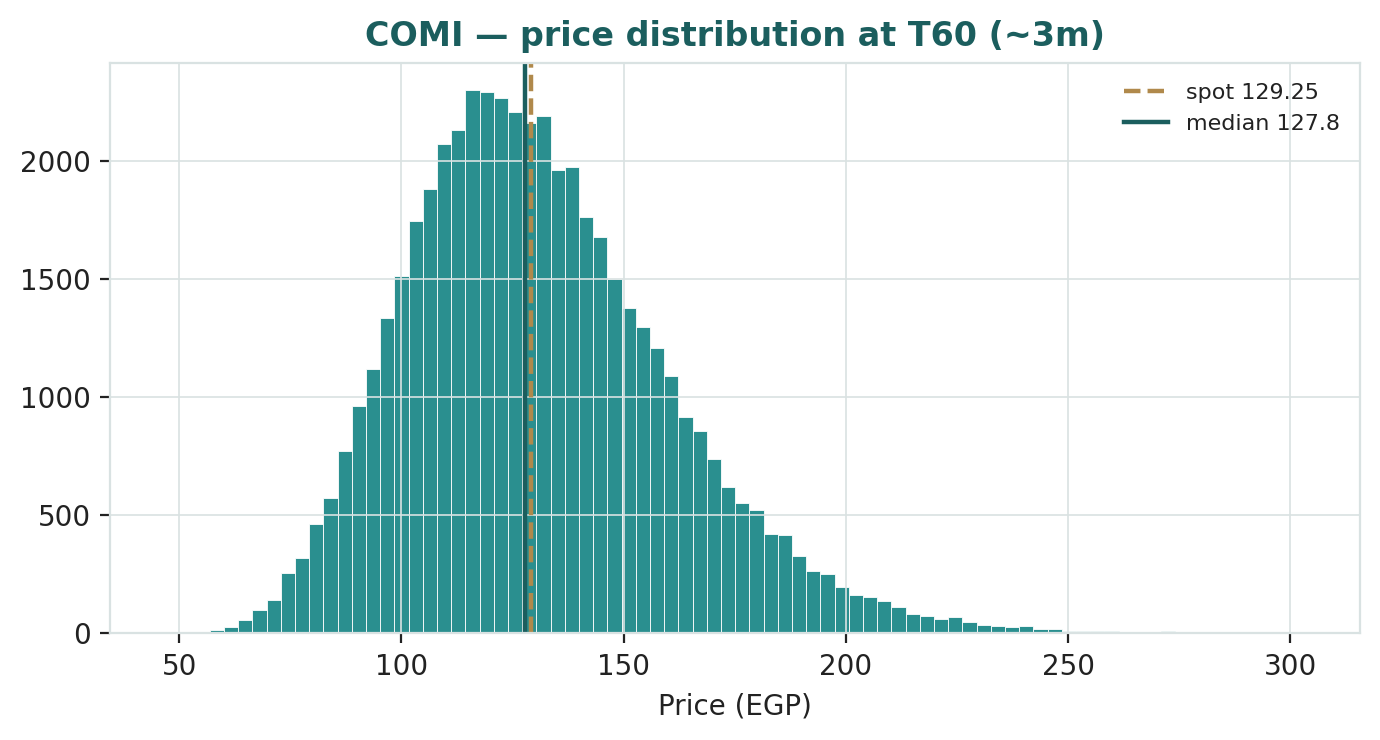 COMI — price distribution at T60 (~3m)
spot 129.25
median 127.8
2000
1500
1000
500
0
50 100 150 200 250 300
Price (EGP)